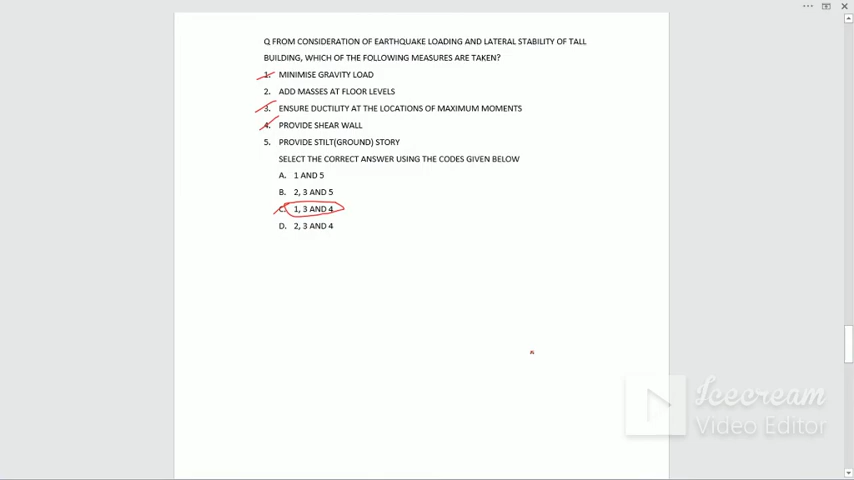 Q FROM CONSIDERATION OF EARTHQUAKE LOADING AND LATERAL STABILITY OF TALL
BUILDING, WHICH OF THE FOLLOWING MEASURES ARE TAKEN?
1. MINIMISE GRAVITY LOAD
2. ADD MASSES AT FLOOR LEVELS
3. ENSURE DUCTILITY AT THE LOCATIONS OF MAXIMUM MOMENTS
4. PROVIDE SHEAR WALL
5. PROVIDE STILT(GROUND) STORY
SELECT THE CORRECT ANSWER USING THE CODES GIVEN BELOW
A. 1 AND 5
B. 2, 3 AND 5
C. 1, 3 AND 4
D. 2, 3 AND 4
Icecream
Video Editor